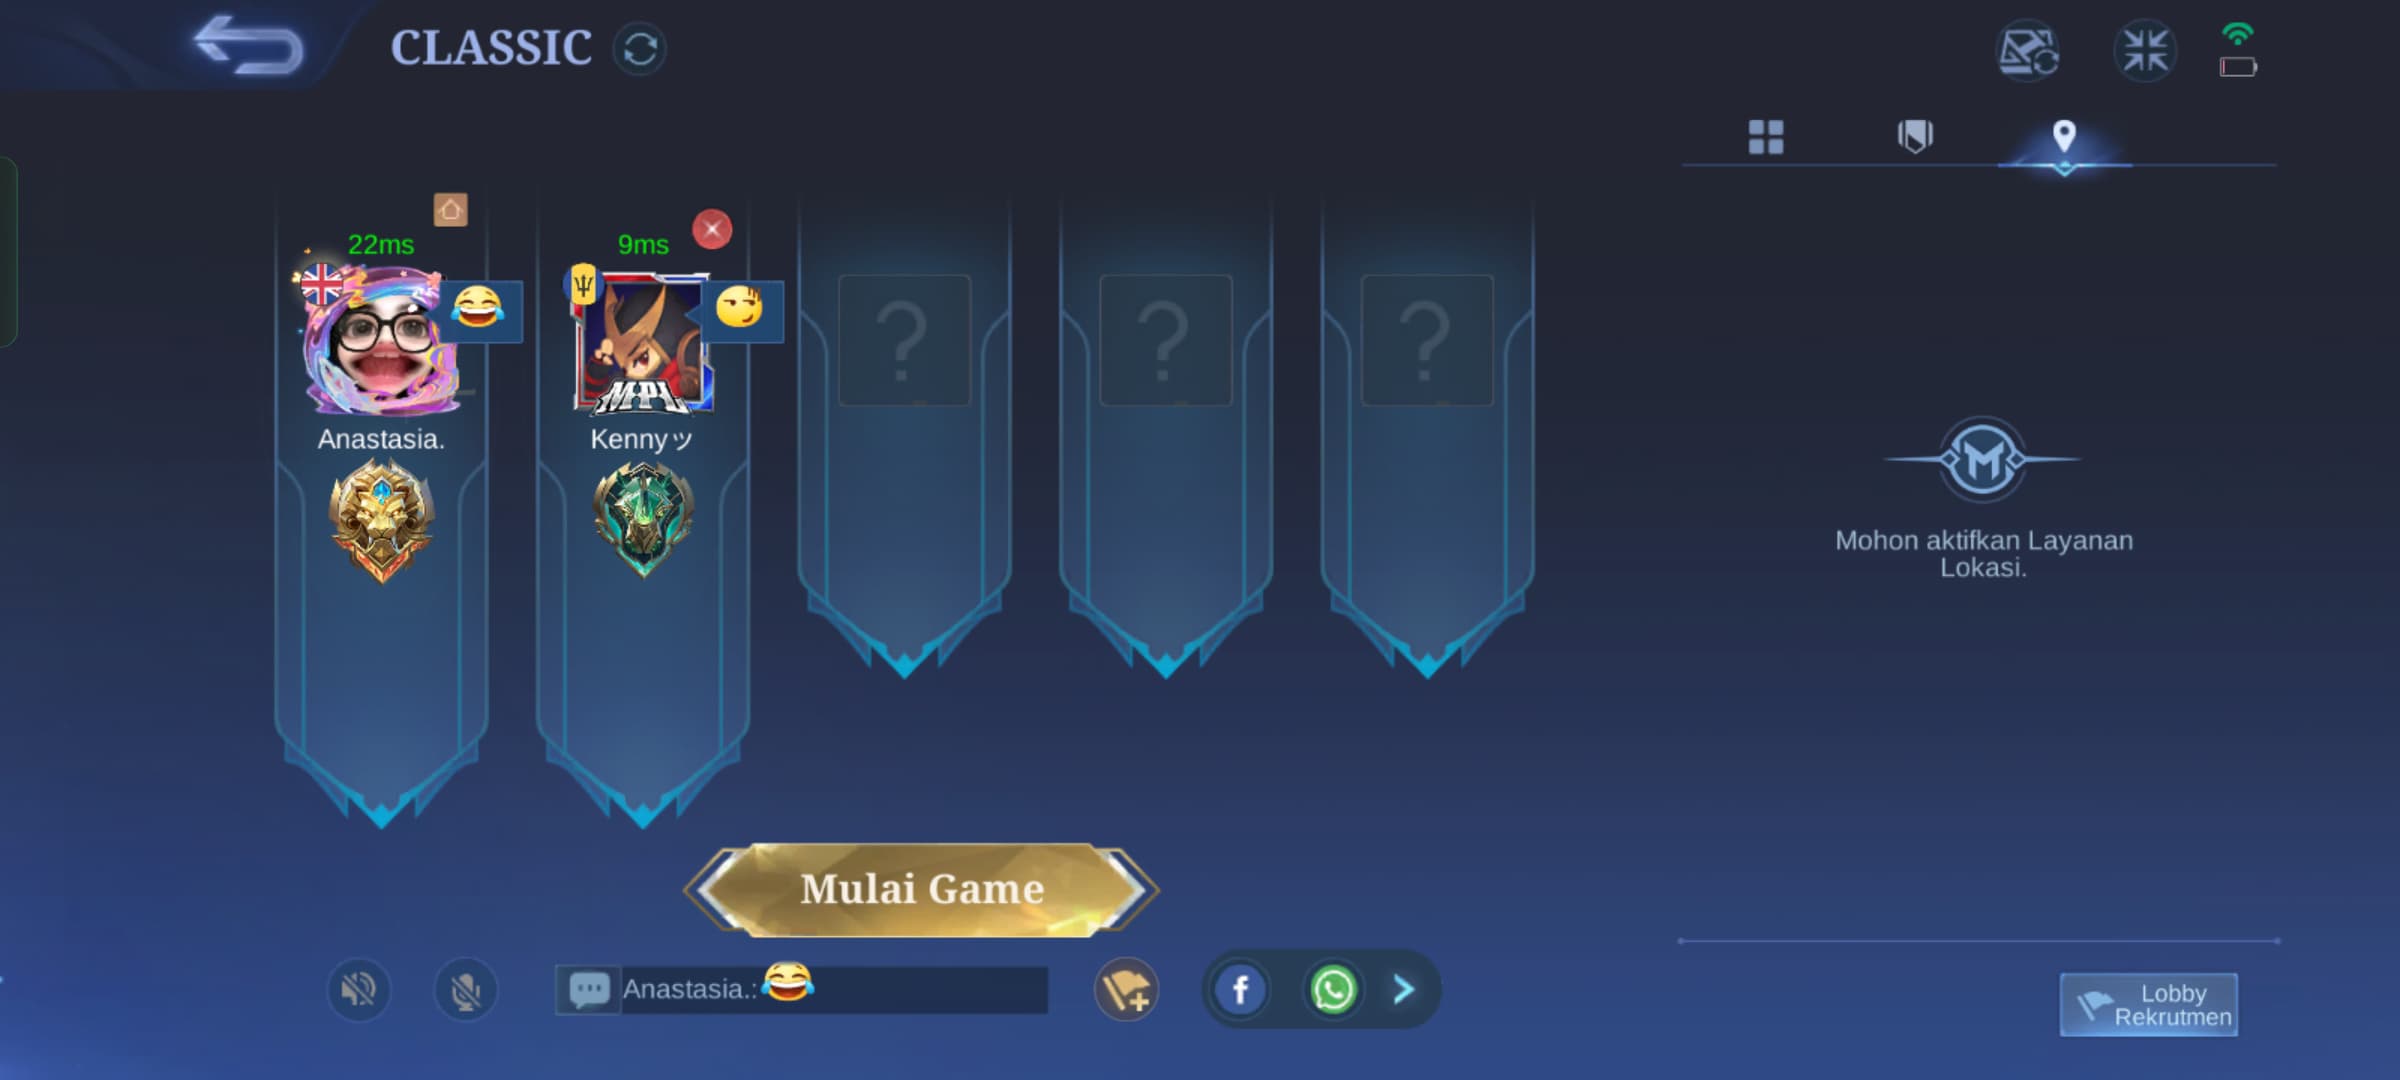 CLASSIC
22ms
9ms
MPL
Anastasia.
Kennyッ
Mohon aktifkan Layanan
Lokasi.
Mulai Game
Anastasia.:😂
Lobby
Rekrutmen